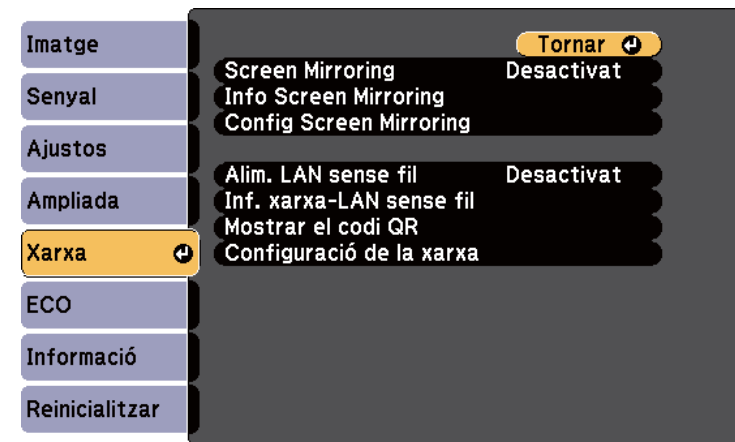 Imatge
Senyal
Ajustos
Ampliada
Xarxa
ECO
Informació
Reinicialitzar
Tornar
Screen Mirroring Desactivat
Info Screen Mirroring
Config Screen Mirroring
Alim. LAN sense fil Desactivat
Inf. xarxa-LAN sense fil
Mostrar el codi QR
Configuració de la xarxa